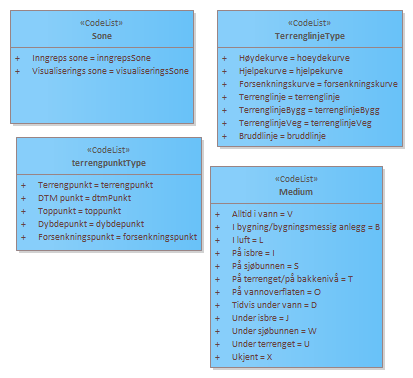 «CodeList»
Sone
+ Inngreps sone = inngrepsSone
+ Visualiserings sone = visualiseringsSone
«CodeList»
TerrenglinjeType
+ Høydekurve = hoeydekurve
+ Hjelpekurve = hjelpekurve
+ Forsenkningskurve = forsenkningskurve
+ Terrenglinje = terrenglinje
+ TerrenglinjeBygg = terrenglinjeBygg
+ TerrenglinjeVeg = terrenglinjeVeg
+ Bruddlinje = bruddlinje
«CodeList»
terrengpunktType
+ Terrengpunkt = terrengpunkt
+ DTM punkt = dtmPunkt
+ Toppunkt = toppunkt
+ Dybdepunkt = dybdepunkt
+ Forsenkningspunkt = forsenkningspunkt
«CodeList»
Medium
+ Alltid i vann = V
+ I bygning/bygningsmessig anlegg = B
+ I luft = L
+ På isbre = I
+ På sjøbunnen = S
+ På terrenget/på bakkenivå = T
+ På vannoverflaten = O
+ Tidvis under vann = D
+ Under isbre = J
+ Under sjøbunnen = W
+ Under terrenget = U
+ Ukjent = X